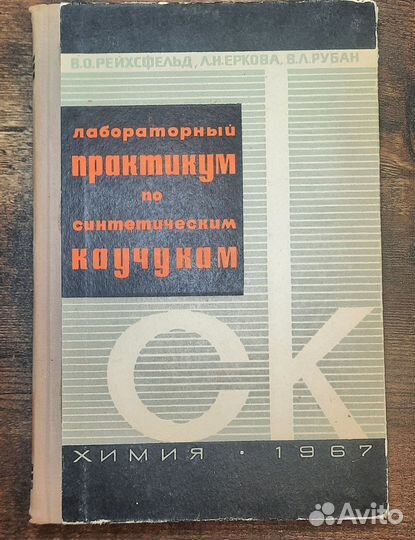 В.О.РЕЙХСФЕЛЬД, Л.Н.ЕРКОВА, В.Л.РУБАН
лабораторный
практикум
по
синтетическим
каучукам
СК
ХИМИЯ • 1967
Avito